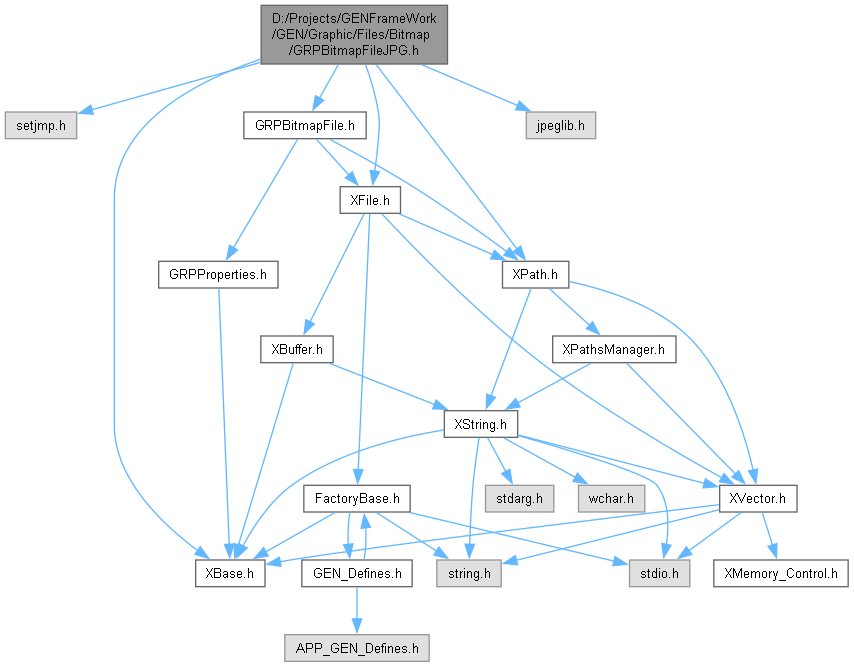 D:/Projects/GENFrameWork
/GEN/Graphic/Files/Bitmap
/GRPBitmapFileJPG.h
setjmp.h
GRPBitmapFile.h
jpeglib.h
XFile.h
GRPProperties.h
XPath.h
XBuffer.h
XPathsManager.h
XString.h
FactoryBase.h
stdarg.h
wchar.h
XVector.h
XBase.h
GEN_Defines.h
string.h
stdio.h
XMemory_Control.h
APP_GEN_Defines.h